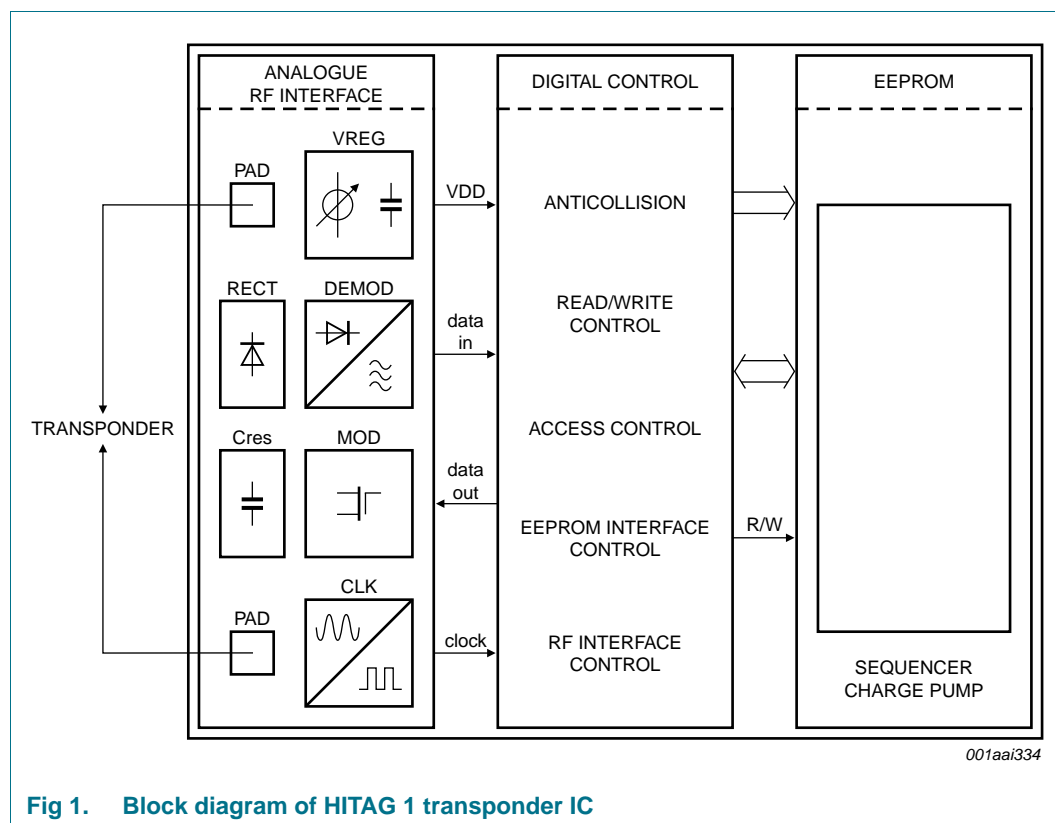 ANALOGUE
RF INTERFACE
VREG
PAD
RECT
DEMOD
TRANSPONDER
Cres
MOD
CLK
PAD
VDD
data
in
data
out
clock
DIGITAL CONTROL
ANTICOLLISION
READ/WRITE
CONTROL
ACCESS CONTROL
EEPROM INTERFACE
CONTROL
RF INTERFACE
CONTROL
R/W
EEPROM
SEQUENCER
CHARGE PUMP
001aai334
Fig 1. Block diagram of HITAG 1 transponder IC